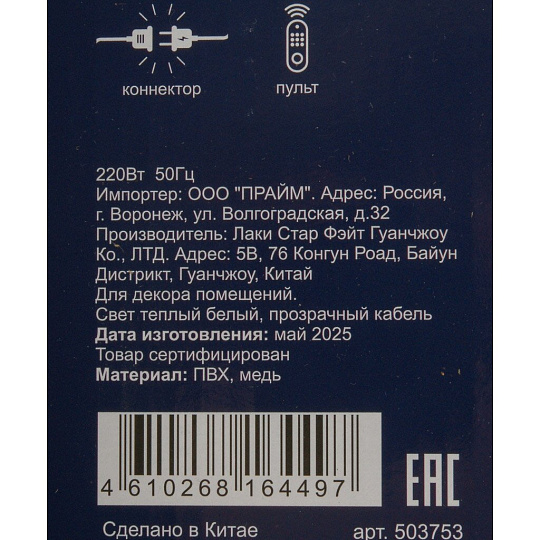 коннектор пульт
220Вт 50Гц
Импортер: ООО "ПРАЙМ". Адрес: Россия,
г. Воронеж, ул. Волгоградская, д.32
Производитель: Лаки Стар Фэйт Гуанчжоу
Ко., ЛТД. Адрес: 5В, 76 Конгун Роад, Байун
Дистрикт, Гуанчжоу, Китай
Для декора помещений.
Свет теплый белый, прозрачный кабель
Дата изготовления: май 2025
Товар сертифицирован
Материал: ПВХ, медь
4 610268 164497
EAC
Сделано в Китае арт. 503753